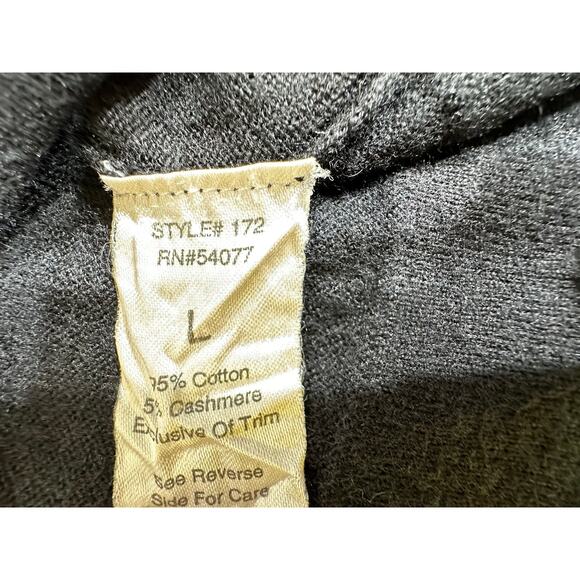 STYLE# 172
RN#54077
L
95% Cotton
5% Cashmere
Exclusive Of Trim
See Reverse
Side For Care